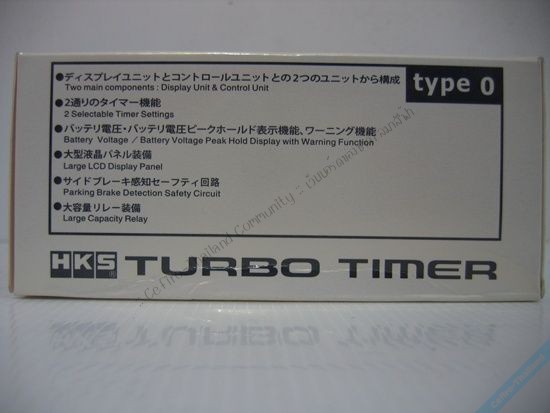 ●ディスプレイユニットとコントロールユニットとの2つのユニットから構成
Two main components : Display Unit & Control Unit
type 0
●2通りのタイマー機能
2 Selectable Timer Settings
●バッテリ電圧・バッテリ電圧ピークホールド表示機能、ワーニング機能
Battery Voltage / Battery Voltage Peak Hold Display with Warning Function
●大型液晶パネル装備
Large LCD Display Panel
●サイドブレーキ感知セーフティ回路
Parking Brake Detection Safety Circuit
●大容量リレー装備
Large Capacity Relay
HKS TURBO TIMER
Thailand Community